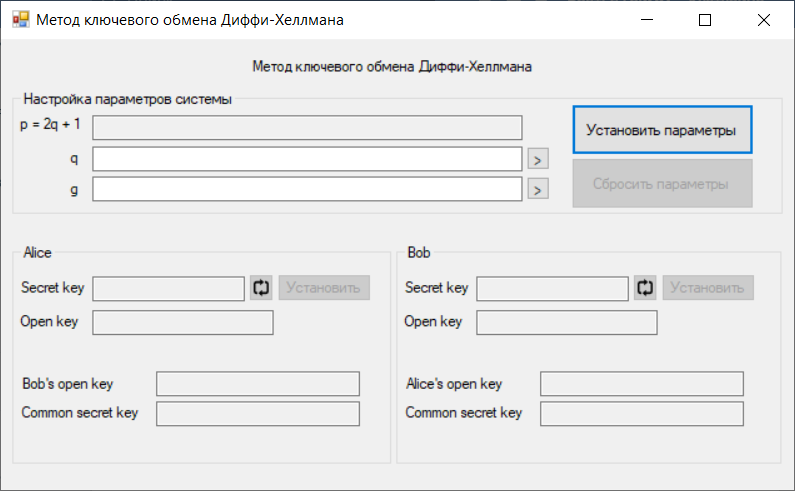 Метод ключевого обмена Диффи-Хеллмана
Метод ключевого обмена Диффи-Хеллмана
Настройка параметров системы
p = 2q + 1
Установить параметры
q
>
g
>
Сбросить параметры
Alice
Secret key
Установить
Open key
Bob's open key
Common secret key
Bob
Secret key
Установить
Open key
Alice's open key
Common secret key